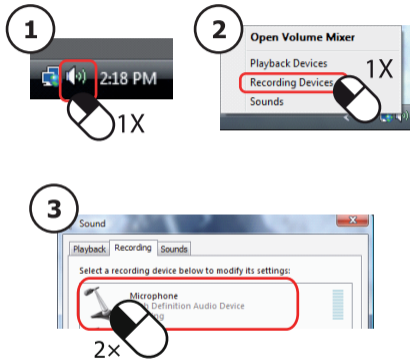 1
2:18 PM
1X
2
Open Volume Mixer
Playback Devices
Recording Devices
1X
Sounds
3
Sound
Playback Recording Sounds
Select a recording device below to modify its settings:
Microphone
Definition Audio Device
2×